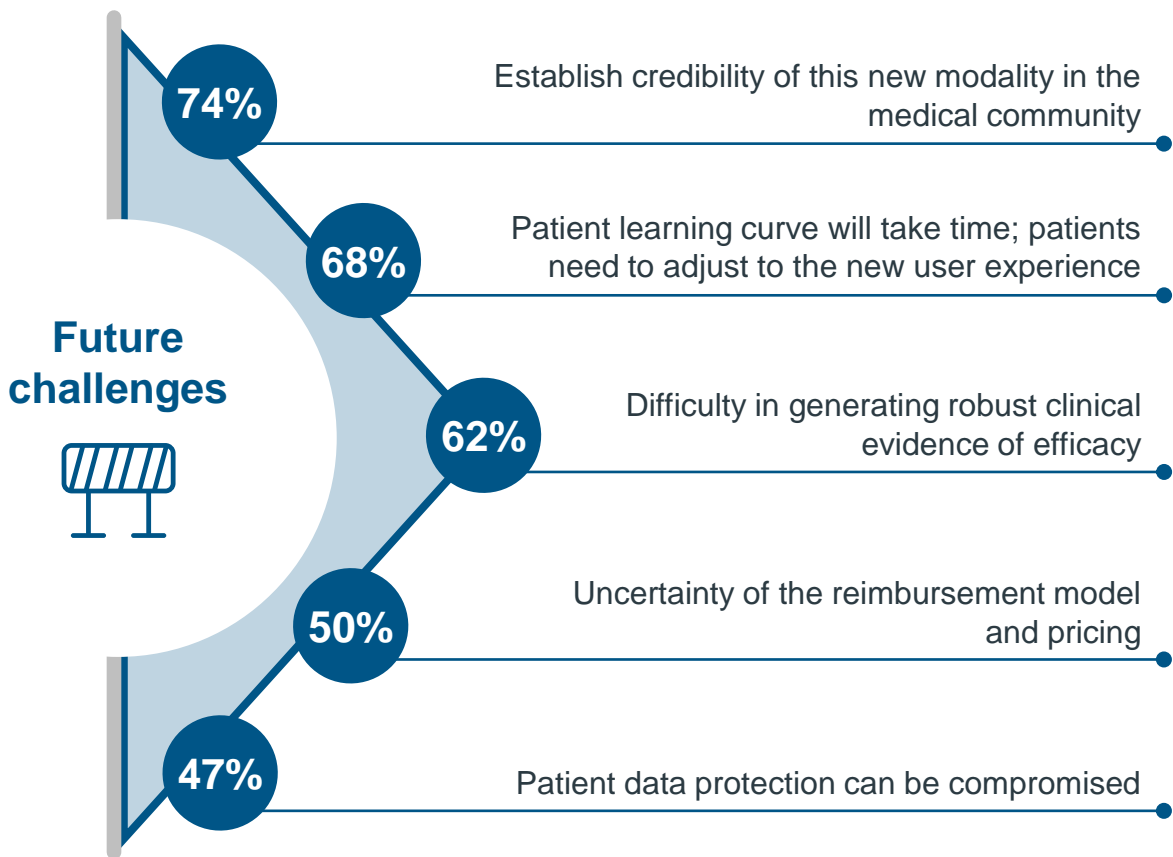 74%
Establish credibility of this new modality in the
medical community
68%
Patient learning curve will take time; patients
need to adjust to the new user experience
Future
challenges
62%
Difficulty in generating robust clinical
evidence of efficacy
50%
Uncertainty of the reimbursement model
and pricing
47%
Patient data protection can be compromised